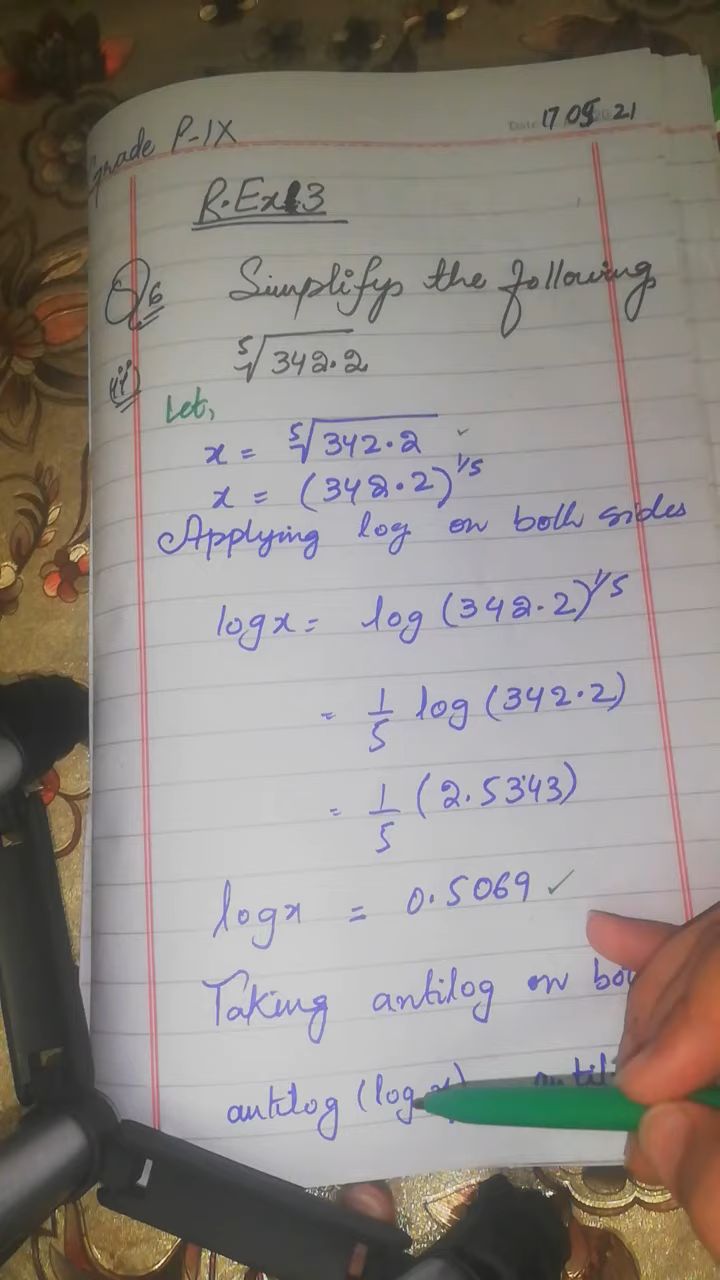 grade P-IX
Date 17 05 2021
R.Ex 3
Q6 Simplify the following
(ii) ⁵√342.2
Let,
x = ⁵√342.2 ✓
x = (342.2)^1/5
Applying log on both sides
log x = log (342.2)^1/5
= 1/5 log (342.2)
= 1/5 (2.5343)
log x = 0.5069 ✓
Taking antilog on
antilog (log x)